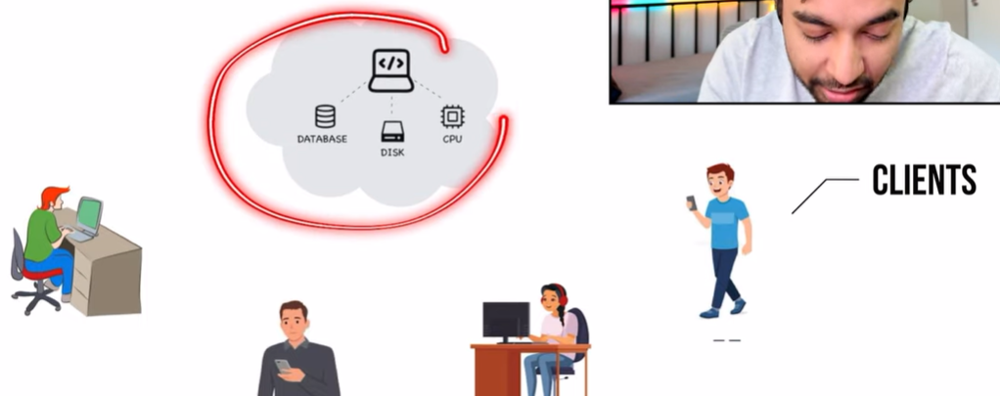 </>
DATABASE
DISK
CPU
CLIENTS